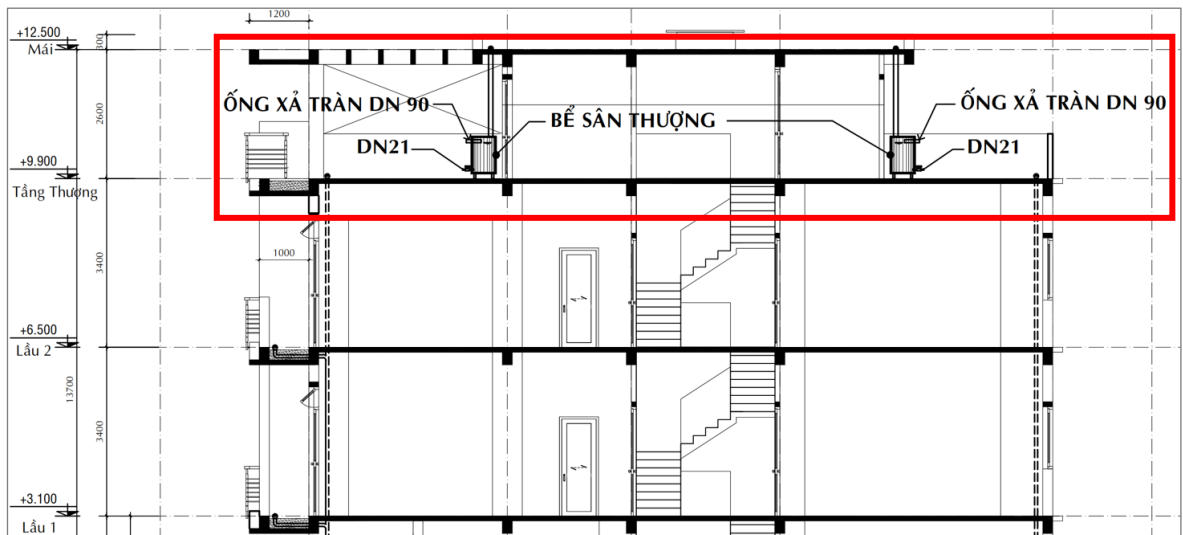 1200
+12.500
Mái
300
2600
ỐNG XẢ TRÀN DN 90
BỂ SÂN THƯỢNG
ỐNG XẢ TRÀN DN 90
DN21
DN21
+9.900
Tầng Thượng
3400
1000
+6.500
Lầu 2
13700
3400
+3.100
Lầu 1